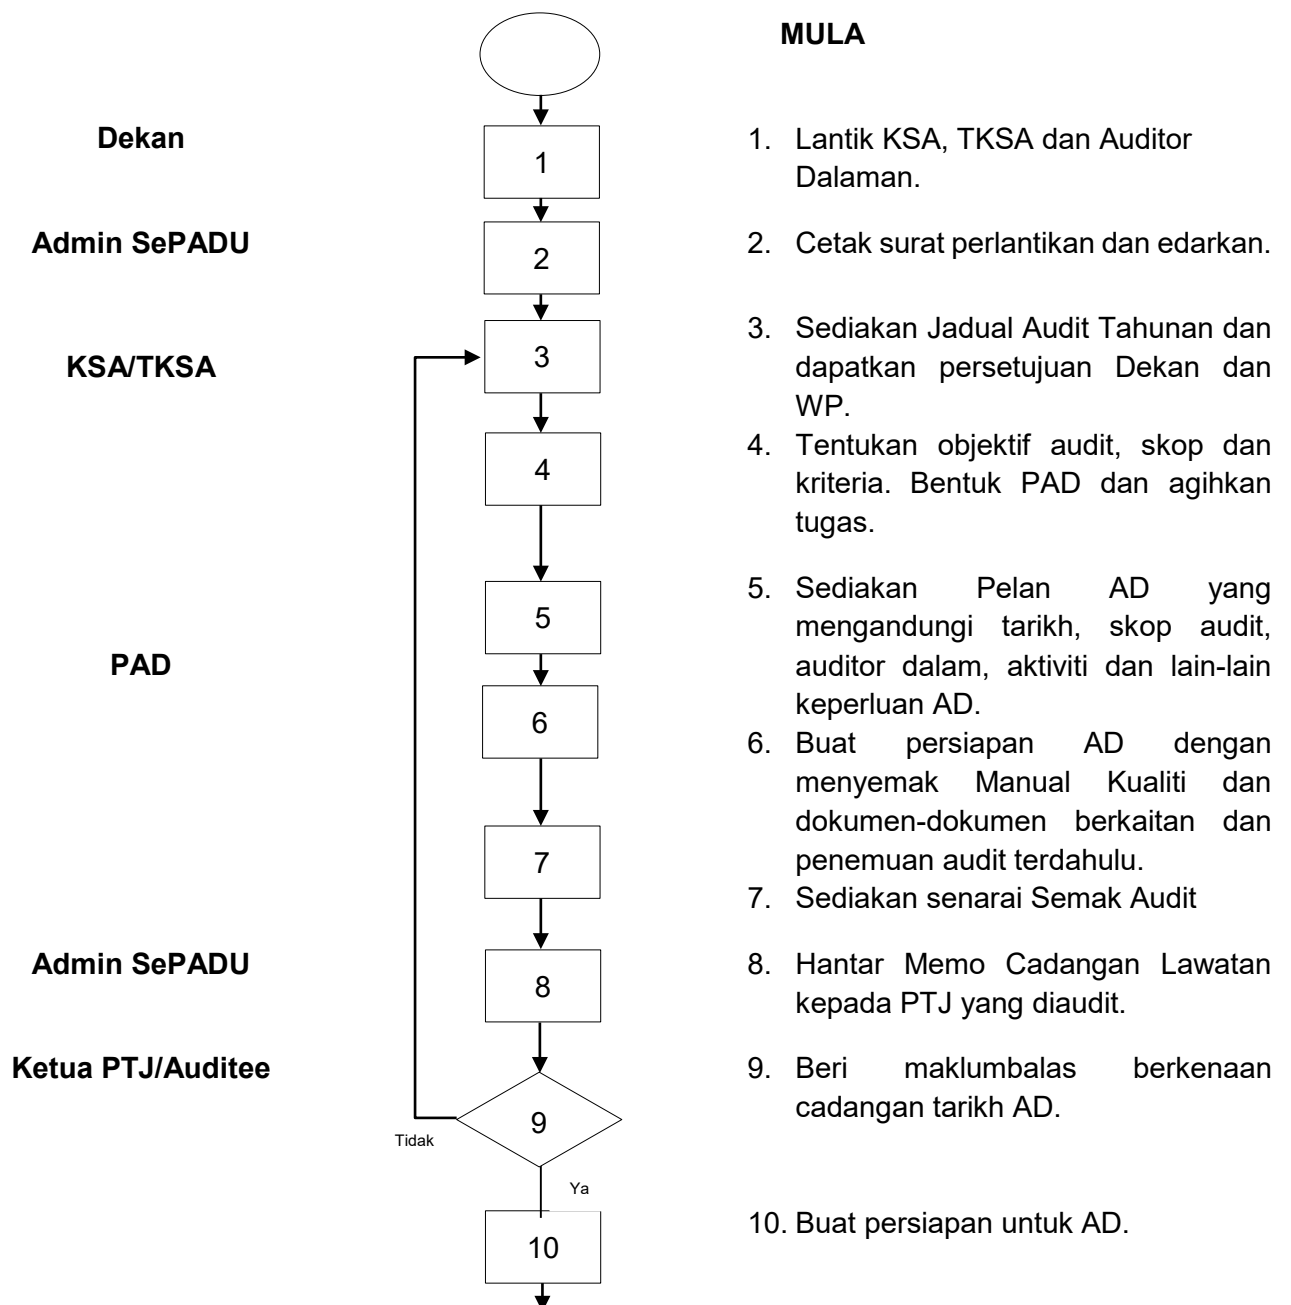 MULA
Dekan
1
1. Lantik KSA, TKSA dan Auditor
Dalaman.
Admin SePADU
2
2. Cetak surat perlantikan dan edarkan.
KSA/TKSA
3
3. Sediakan Jadual Audit Tahunan dan
dapatkan persetujuan Dekan dan
WP.
4
4. Tentukan objektif audit, skop dan
kriteria. Bentuk PAD dan agihkan
tugas.
PAD
5
5. Sediakan Pelan AD yang
mengandungi tarikh, skop audit,
auditor dalam, aktiviti dan lain-lain
keperluan AD.
6
6. Buat persiapan AD dengan
menyemak Manual Kualiti dan
dokumen-dokumen berkaitan dan
penemuan audit terdahulu.
7
7. Sediakan senarai Semak Audit
Admin SePADU
8
8. Hantar Memo Cadangan Lawatan
kepada PTJ yang diaudit.
Ketua PTJ/Auditee
9
9. Beri maklumbalas berkenaan
cadangan tarikh AD.
Tidak
Ya
10
10. Buat persiapan untuk AD.